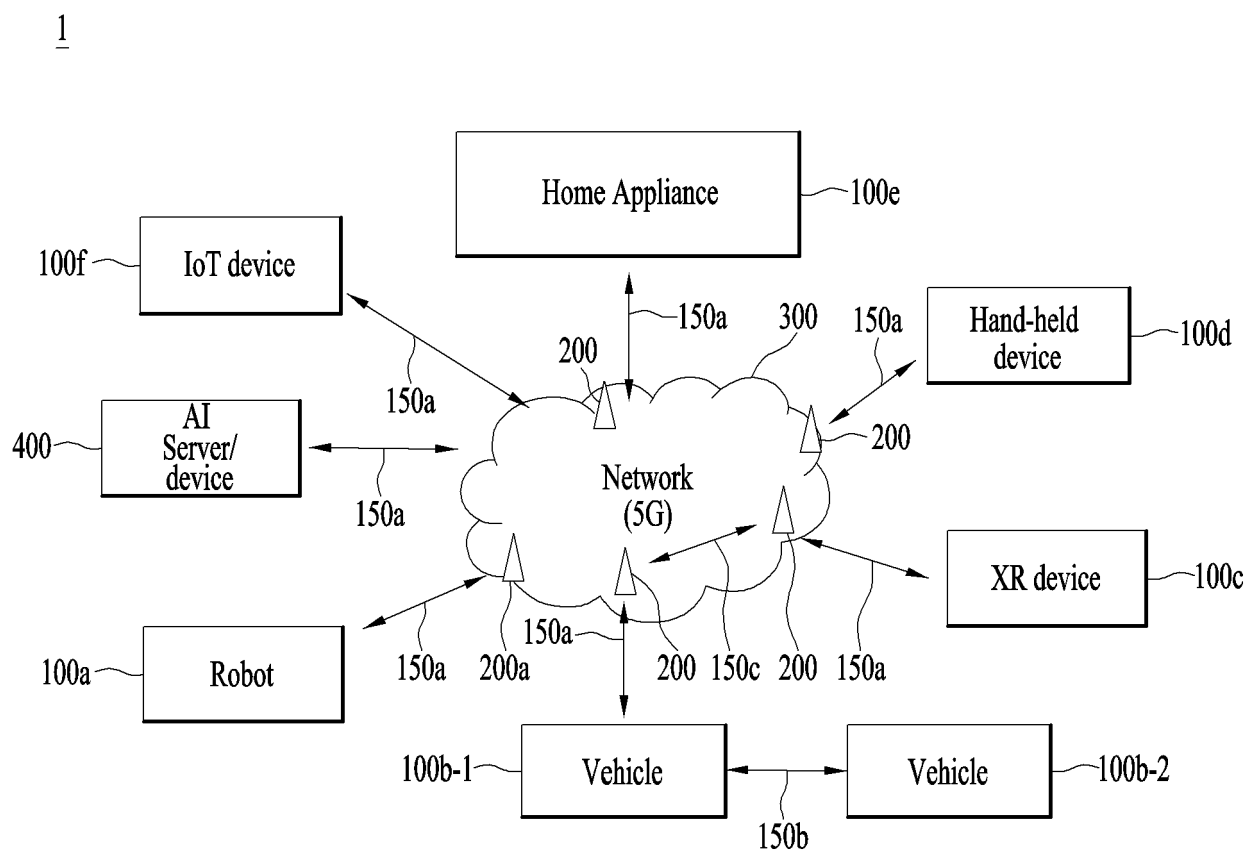 1
Home Appliance
100e
IoT device
100f
150a
300
150a
Hand-held
device
100d
200
150a
AI
Server/
device
400
200
150a
Network
(5G)
XR device
100c
150a
150a
200a
150a
200
150c
200
150a
100a
Robot
100b-1
Vehicle
Vehicle
100b-2
150b